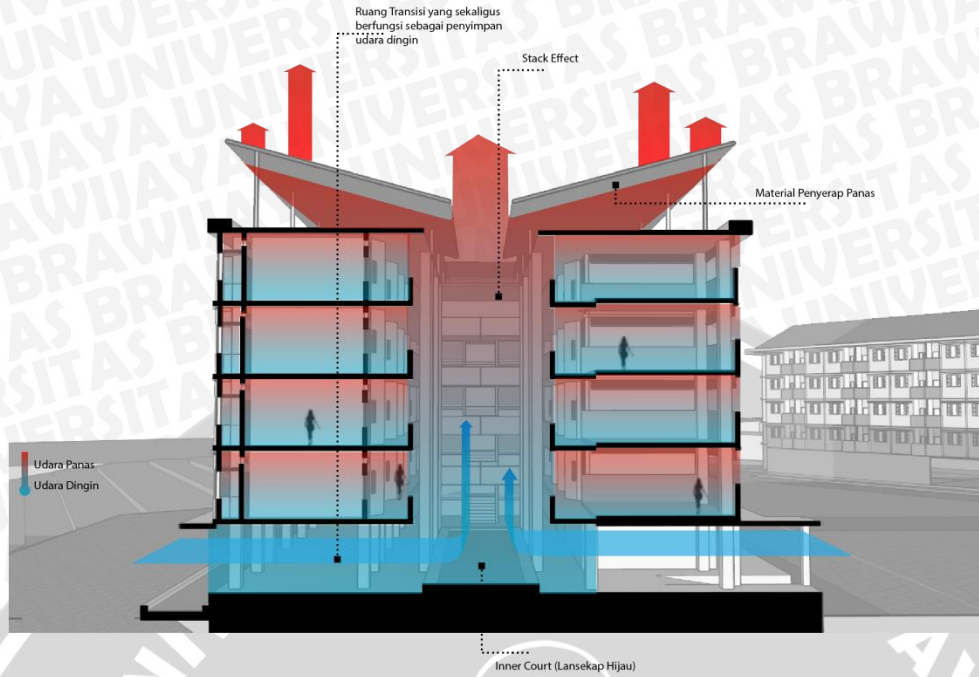 Ruang Transisi yang sekaligus
berfungsi sebagai penyimpan
udara dingin
Stack Effect
Material Penyerap Panas
Udara Panas
Udara Dingin
Inner Court (Lansekap Hijau)
UNIVERSITAS BRAWIJAYA